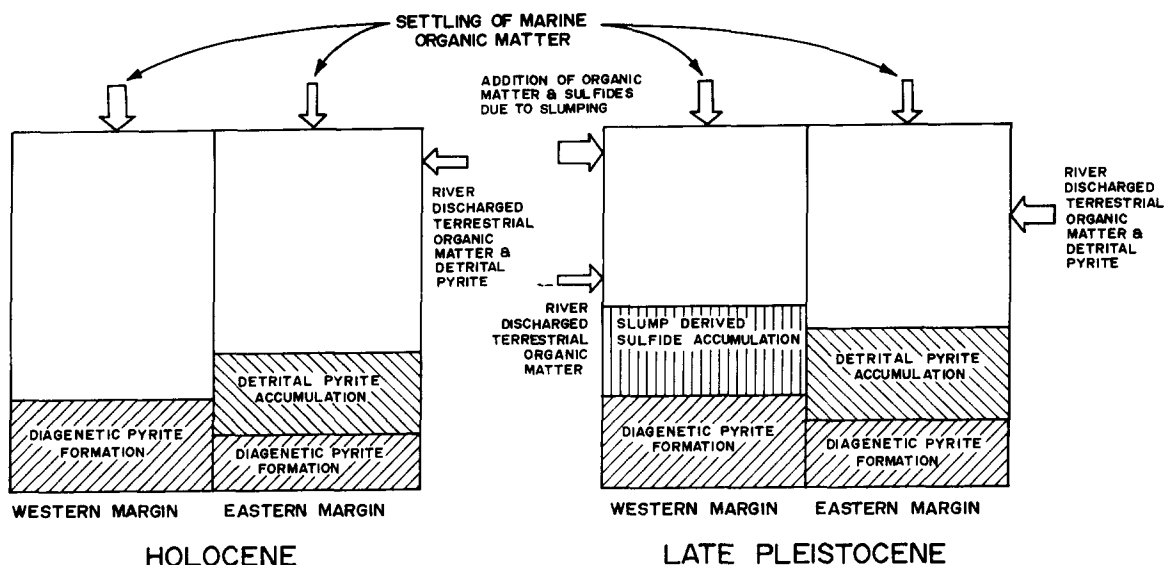 SETTLING OF MARINE
ORGANIC MATTER
ADDITION OF ORGANIC
MATTER & SULFIDES
DUE TO SLUMPING
RIVER
DISCHARGED
TERRESTRIAL
ORGANIC
MATTER &
DETRITAL
PYRITE
RIVER
DISCHARGED
TERRESTRIAL
ORGANIC
MATTER &
DETRITAL
PYRITE
RIVER
DISCHARGED
TERRESTRIAL
ORGANIC
MATTER
SLUMP DERIVED
SULFIDE ACCUMULATION
DETRITAL PYRITE
ACCUMULATION
DETRITAL PYRITE
ACCUMULATION
DIAGENETIC PYRITE
FORMATION
DIAGENETIC PYRITE
FORMATION
DIAGENETIC PYRITE
FORMATION
DIAGENETIC PYRITE
FORMATION
WESTERN MARGIN
EASTERN MARGIN
WESTERN MARGIN
EASTERN MARGIN
HOLOCENE
LATE PLEISTOCENE